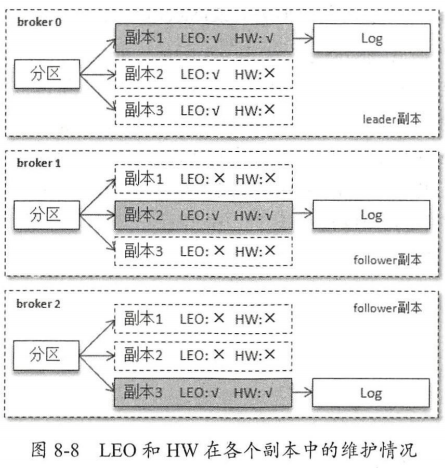 broker 0
副本1 LEO:√ HW:√
Log
分区
副本2 LEO:√ HW:×
副本3 LEO:√ HW:×
leader副本
broker 1
副本1 LEO:× HW:×
分区
副本2 LEO:√ HW:√
Log
副本3 LEO:× HW:×
follower副本
broker 2
follower副本
副本1 LEO:× HW:×
分区
副本2 LEO:× HW:×
副本3 LEO:√ HW:√
Log
图 8-8 LEO 和 HW 在各个副本中的维护情况